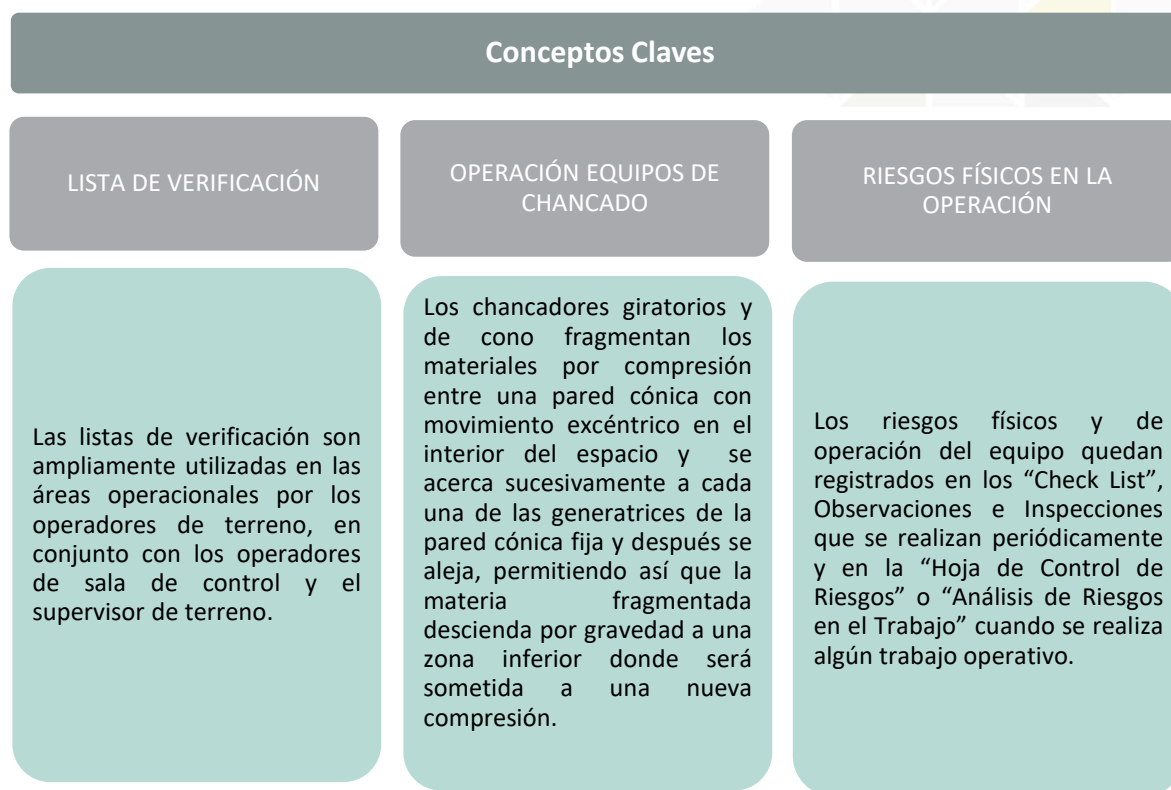 Conceptos Claves
LISTA DE VERIFICACIÓN
Las listas de verificación son
ampliamente utilizadas en las
áreas operacionales por los
operadores de terreno, en
conjunto con los operadores
de sala de control y el
supervisor de terreno.
OPERACIÓN EQUIPOS DE
CHANCADO
Los chancadores giratorios y
de cono fragmentan los
materiales por compresión
entre una pared cónica con
movimiento excéntrico en el
interior del espacio y se
acerca sucesivamente a cada
una de las generatrices de la
pared cónica fija y después se
aleja, permitiendo así que la
materia fragmentada
descienda por gravedad a una
zona inferior donde será
sometida a una nueva
compresión.
RIESGOS FÍSICOS EN LA
OPERACIÓN
Los riesgos físicos y de
operación del equipo quedan
registrados en los “Check List”,
Observaciones e Inspecciones
que se realizan periódicamente
y en la “Hoja de Control de
Riesgos” o “Análisis de Riesgos
en el Trabajo” cuando se realiza
algún trabajo operativo.